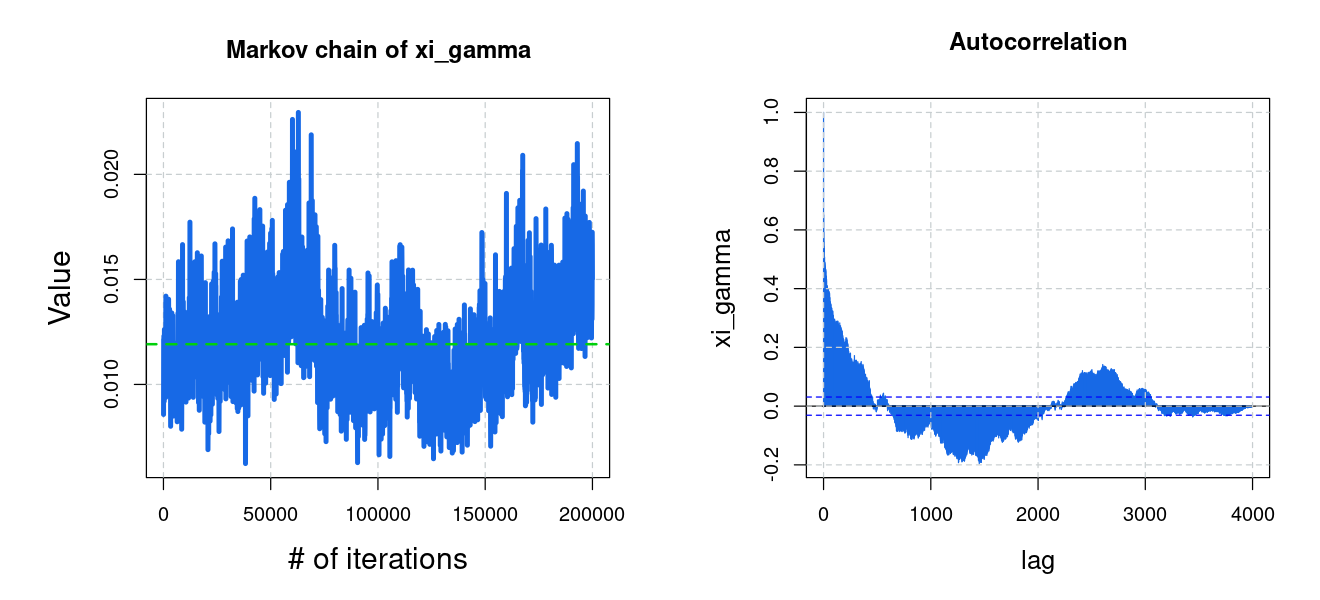 Markov chain of xi_gamma
Value
0.010 0.015 0.020
0 50000 100000 150000 200000
# of iterations
Autocorrelation
xi_gamma
-0.2 0.0 0.2 0.4 0.6 0.8 1.0
0 1000 2000 3000 4000
lag